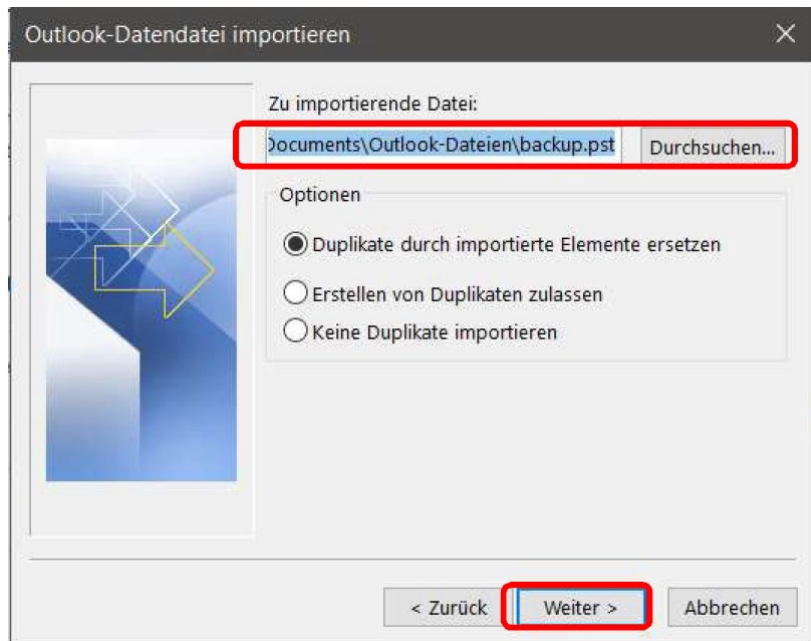 Outlook-Datendatei importieren
Zu importierende Datei:
Documents\Outlook-Dateien\backup.pst Durchsuchen...
Optionen
Duplikate durch importierte Elemente ersetzen
Erstellen von Duplikaten zulassen
Keine Duplikate importieren
< Zurück Weiter > Abbrechen